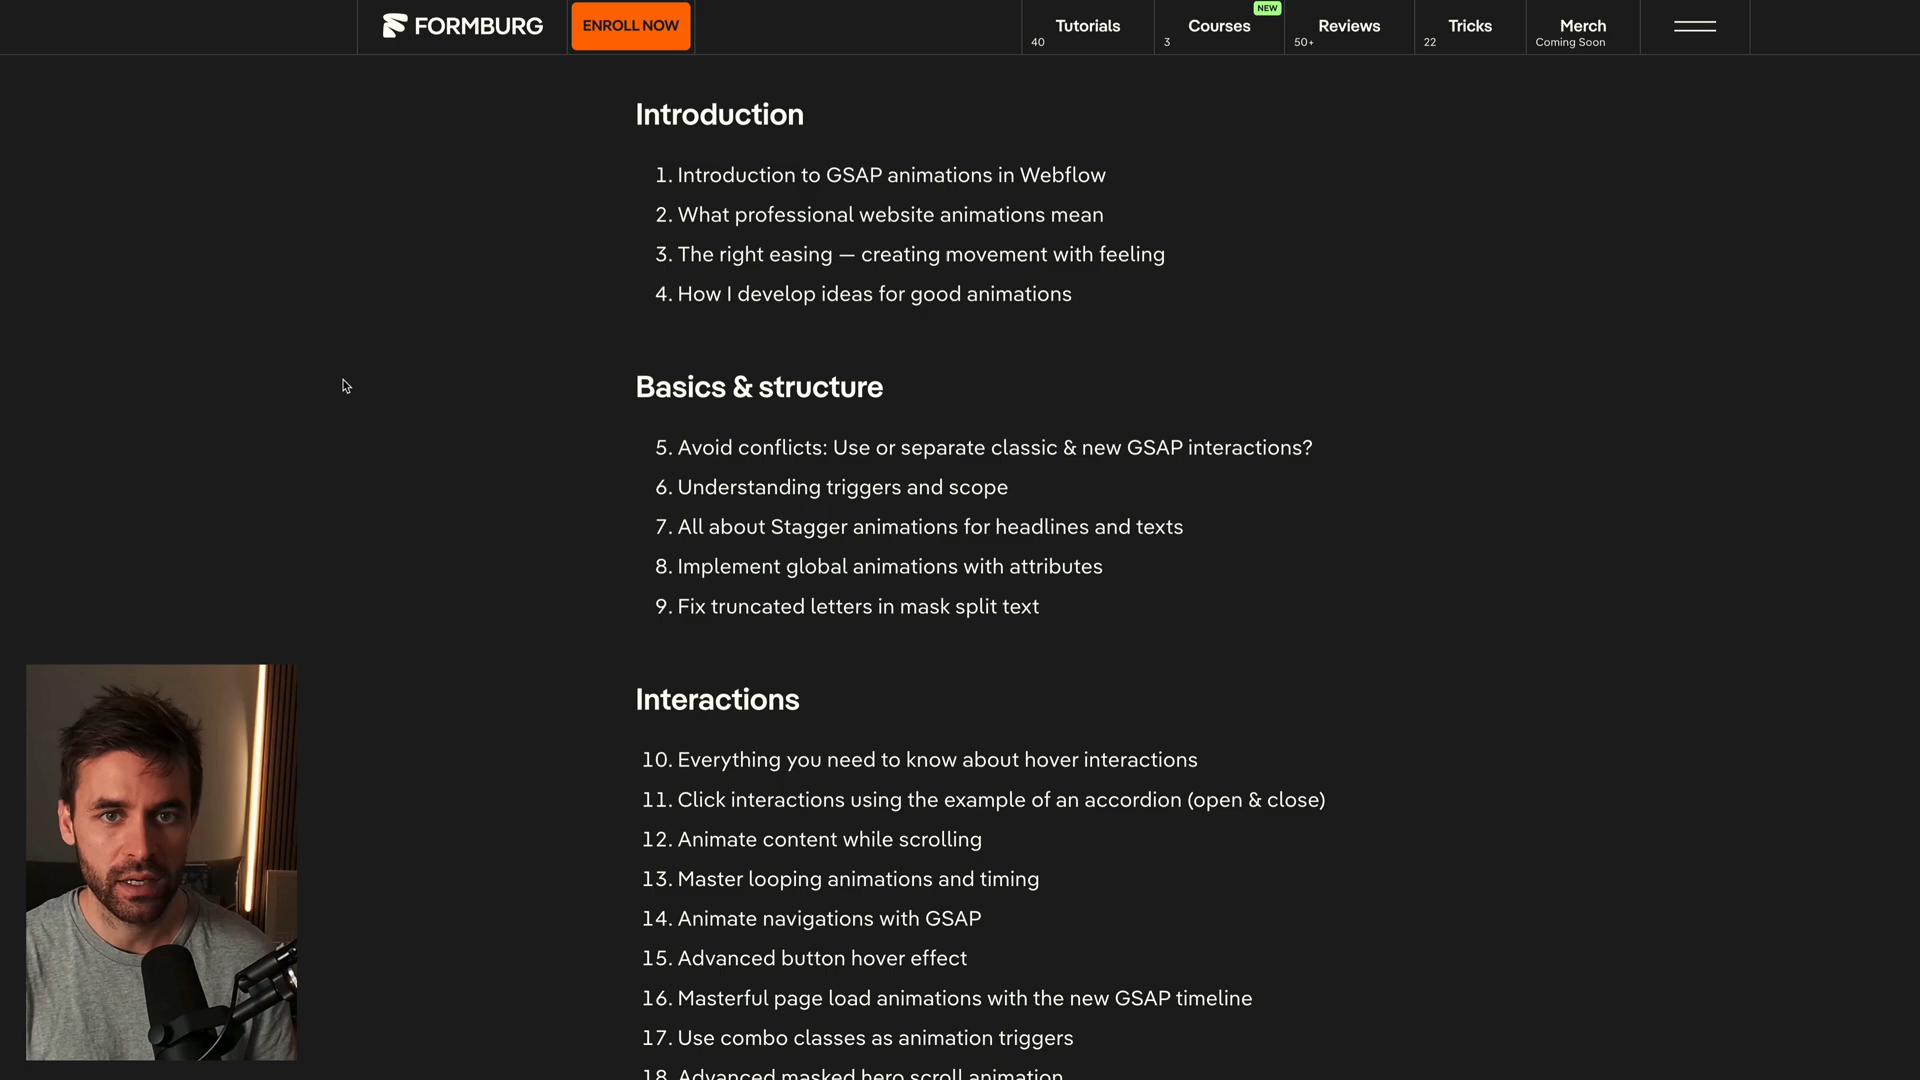 FORMBURG
ENROLL NOW
Tutorials
40
Courses
3
NEW
Reviews
50+
Tricks
22
Merch
Coming Soon
Introduction
1. Introduction to GSAP animations in Webflow
2. What professional website animations mean
3. The right easing — creating movement with feeling
4. How I develop ideas for good animations
Basics & structure
5. Avoid conflicts: Use or separate classic & new GSAP interactions?
6. Understanding triggers and scope
7. All about Stagger animations for headlines and texts
8. Implement global animations with attributes
9. Fix truncated letters in mask split text
Interactions
10. Everything you need to know about hover interactions
11. Click interactions using the example of an accordion (open & close)
12. Animate content while scrolling
13. Master looping animations and timing
14. Animate navigations with GSAP
15. Advanced button hover effect
16. Masterful page load animations with the new GSAP timeline
17. Use combo classes as animation triggers
18. Advanced masked hero scroll animation